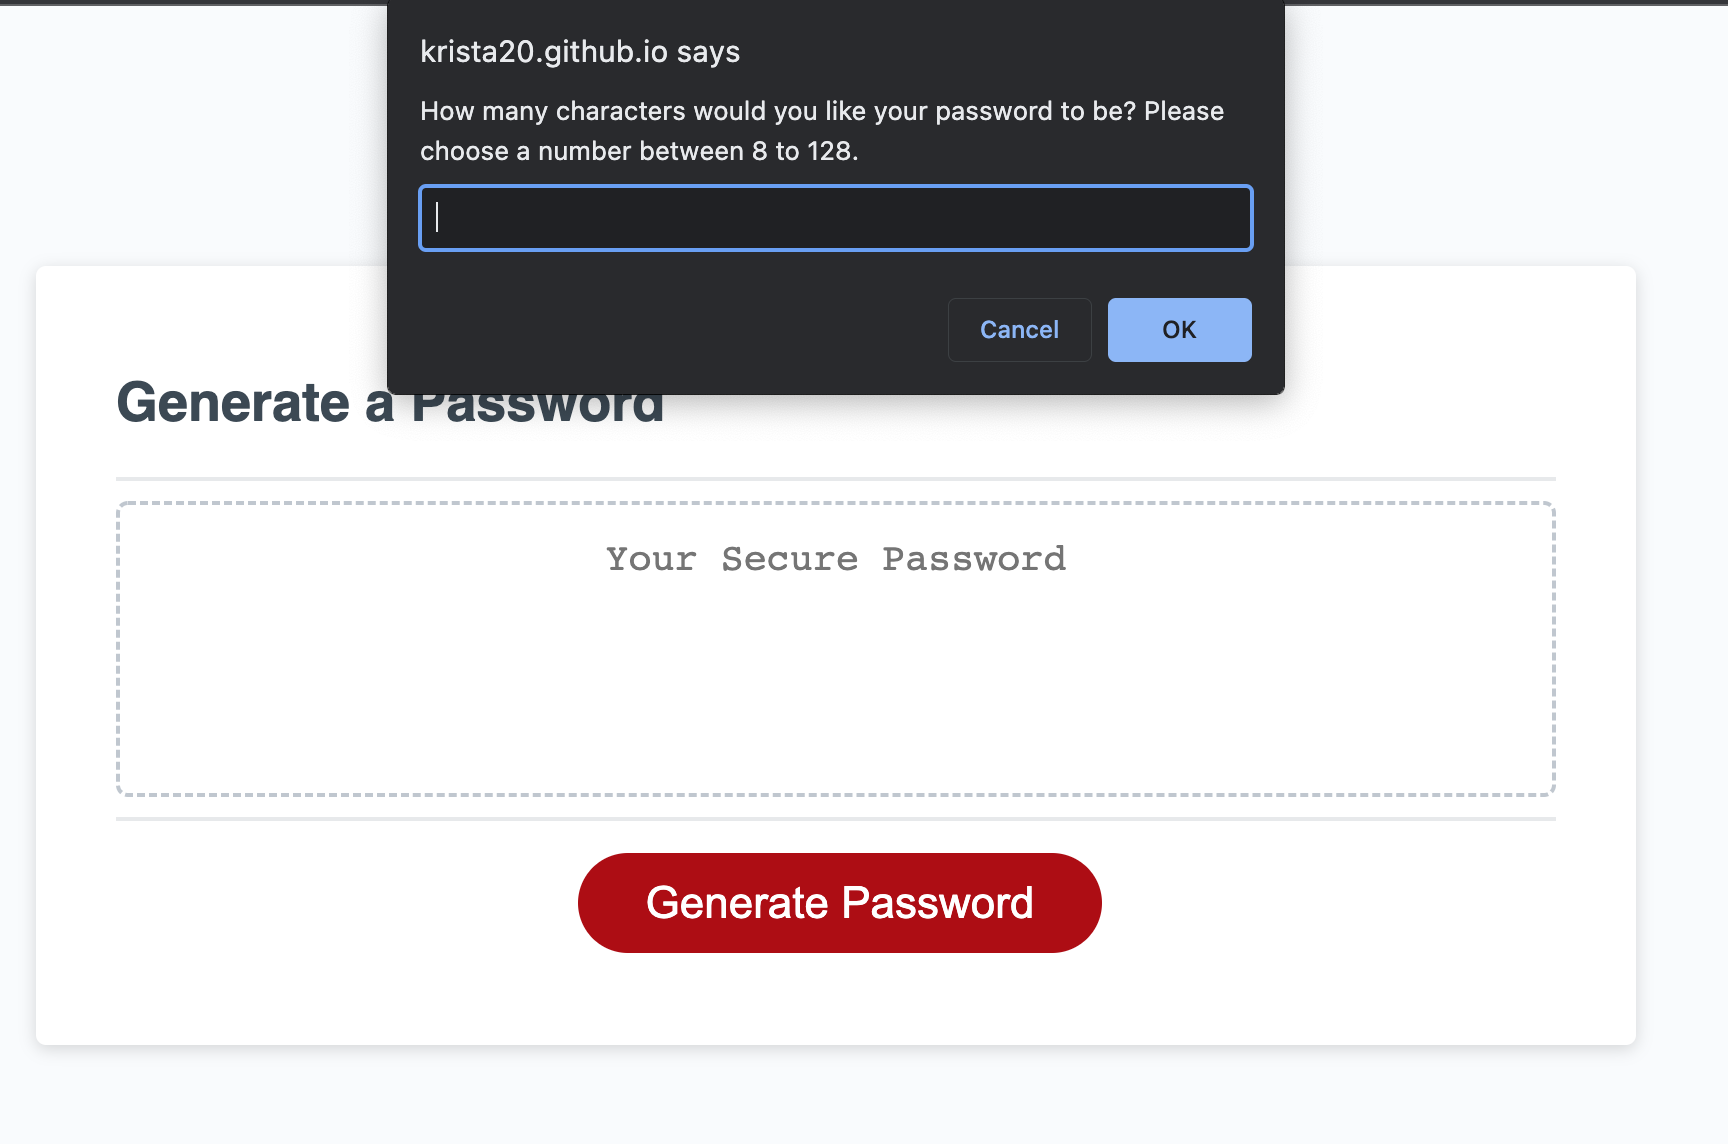 krista20.github.io says
How many characters would you like your password to be? Please
choose a number between 8 to 128.
Cancel
OK
Generate a Password
Your Secure Password
Generate Password